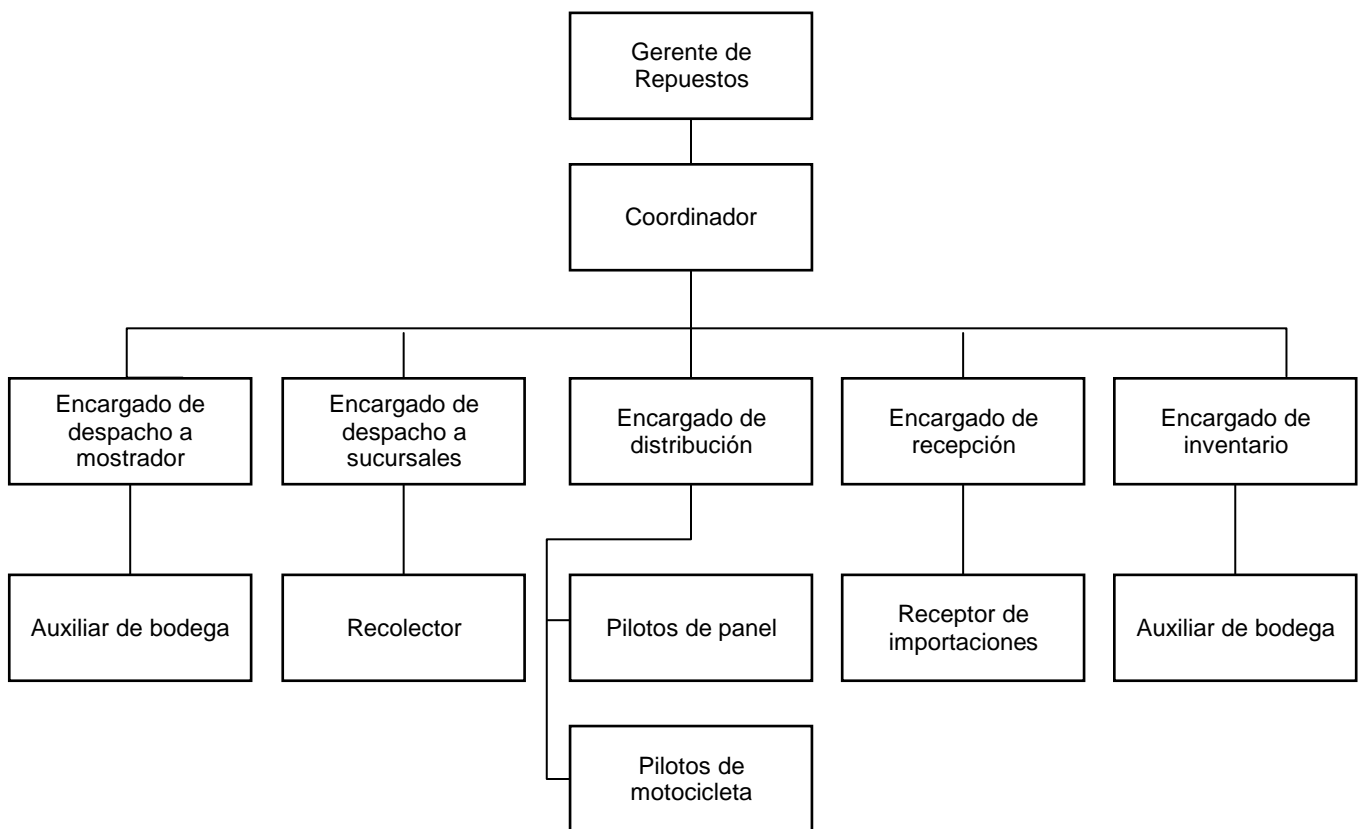 Gerente de
Repuestos
Coordinador
Encargado de
despacho a
mostrador
Encargado de
despacho a
sucursales
Encargado de
distribución
Encargado de
recepción
Encargado de
inventario
Auxiliar de bodega
Recolector
Pilotos de panel
Receptor de
importaciones
Auxiliar de bodega
Pilotos de
motocicleta